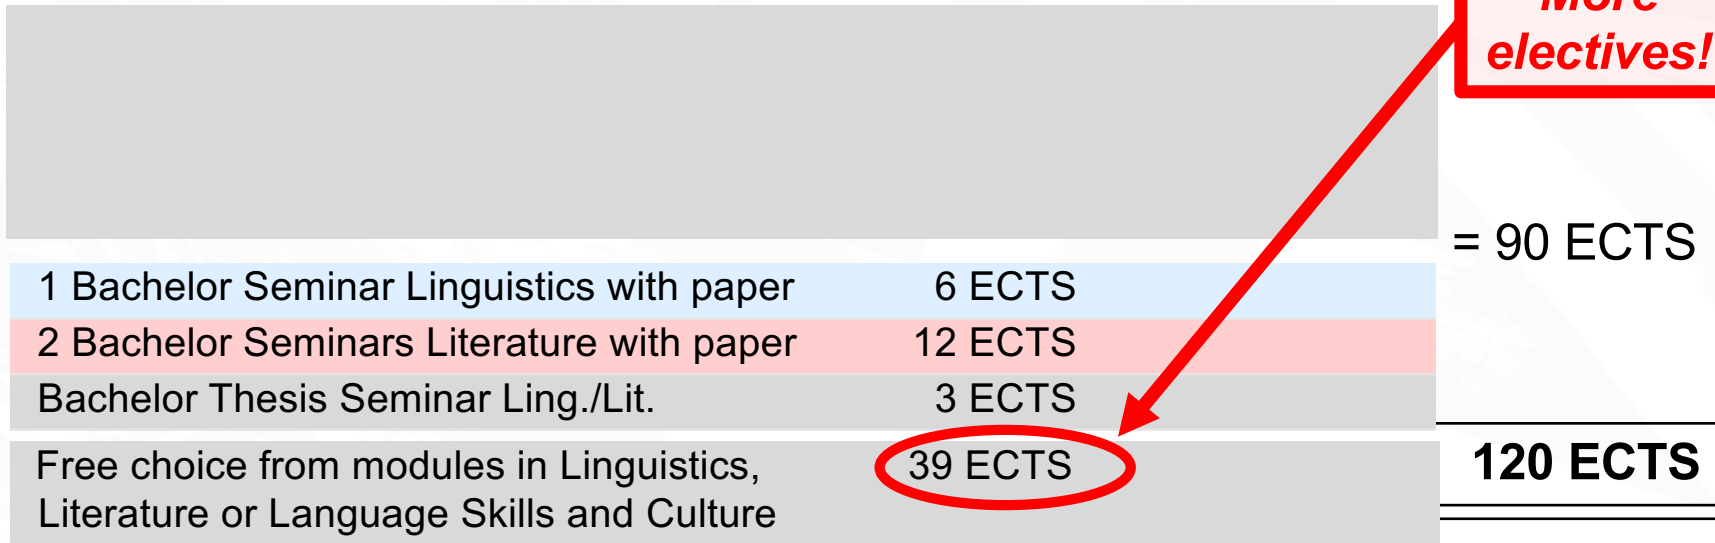 More
electives!
= 90 ECTS
1 Bachelor Seminar Linguistics with paper 6 ECTS
2 Bachelor Seminars Literature with paper 12 ECTS
Bachelor Thesis Seminar Ling./Lit. 3 ECTS
Free choice from modules in Linguistics, 39 ECTS 120 ECTS
Literature or Language Skills and Culture